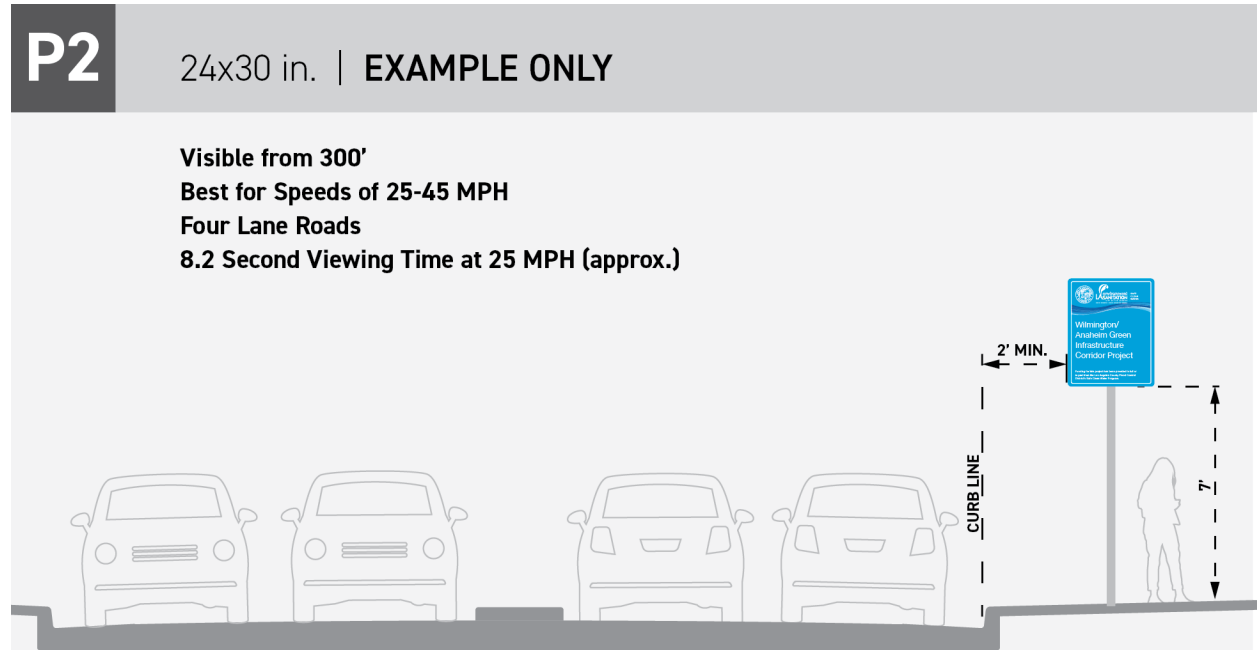 P2
24x30 in. | EXAMPLE ONLY
Visible from 300’
Best for Speeds of 25-45 MPH
Four Lane Roads
8.2 Second Viewing Time at 25 MPH (approx.)
2’ MIN.
CURB LINE
7’
SANITATION
Wilmington/
Anaheim Green
Infrastructure
Corridor Project